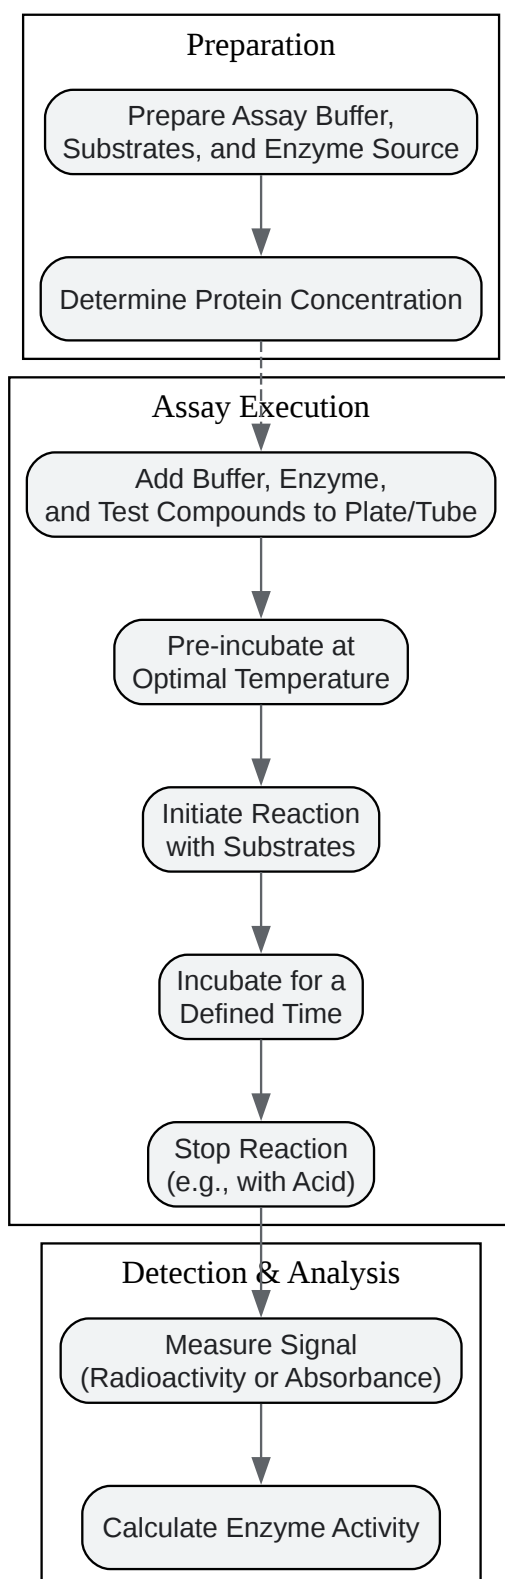 Preparation
Prepare Assay Buffer,
Substrates, and Enzyme Source
Determine Protein Concentration
Assay Execution
Add Buffer, Enzyme,
and Test Compounds to Plate/Tube
Pre-incubate at
Optimal Temperature
Initiate Reaction
with Substrates
Incubate for a
Defined Time
Stop Reaction
(e.g., with Acid)
Detection & Analysis
Measure Signal
(Radioactivity or Absorbance)
Calculate Enzyme Activity